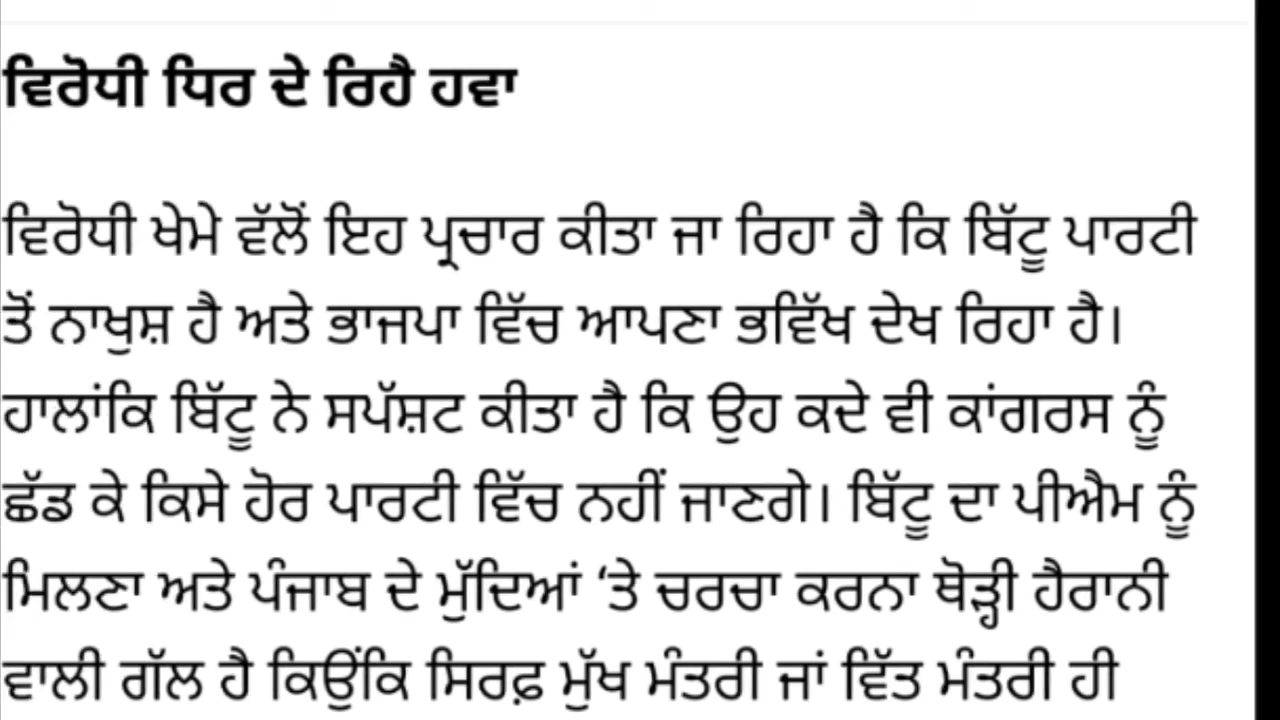 ਵਿਰੋਧੀ ਧਿਰ ਦੇ ਰਿਹੈ ਹਵਾ
ਵਿਰੋਧੀ ਖੇਮੇ ਵੱਲੋਂ ਇਹ ਪ੍ਰਚਾਰ ਕੀਤਾ ਜਾ ਰਿਹਾ ਹੈ ਕਿ ਬਿੱਟੂ ਪਾਰਟੀ
ਤੋਂ ਨਾਖੁਸ਼ ਹੈ ਅਤੇ ਭਾਜਪਾ ਵਿੱਚ ਆਪਣਾ ਭਵਿੱਖ ਦੇਖ ਰਿਹਾ ਹੈ।
ਹਾਲਾਂਕਿ ਬਿੱਟੂ ਨੇ ਸਪੱਸ਼ਟ ਕੀਤਾ ਹੈ ਕਿ ਉਹ ਕਦੇ ਵੀ ਕਾਂਗਰਸ ਨੂੰ
ਛੱਡ ਕੇ ਕਿਸੇ ਹੋਰ ਪਾਰਟੀ ਵਿੱਚ ਨਹੀਂ ਜਾਣਗੇ। ਬਿੱਟੂ ਦਾ ਪੀਐਮ ਨੂੰ
ਮਿਲਣਾ ਅਤੇ ਪੰਜਾਬ ਦੇ ਮੁੱਦਿਆਂ ‘ਤੇ ਚਰਚਾ ਕਰਨਾ ਥੋੜ੍ਹੀ ਹੈਰਾਨੀ
ਵਾਲੀ ਗੱਲ ਹੈ ਕਿਉਂਕਿ ਸਿਰਫ਼ ਮੁੱਖ ਮੰਤਰੀ ਜਾਂ ਵਿੱਤ ਮੰਤਰੀ ਹੀ